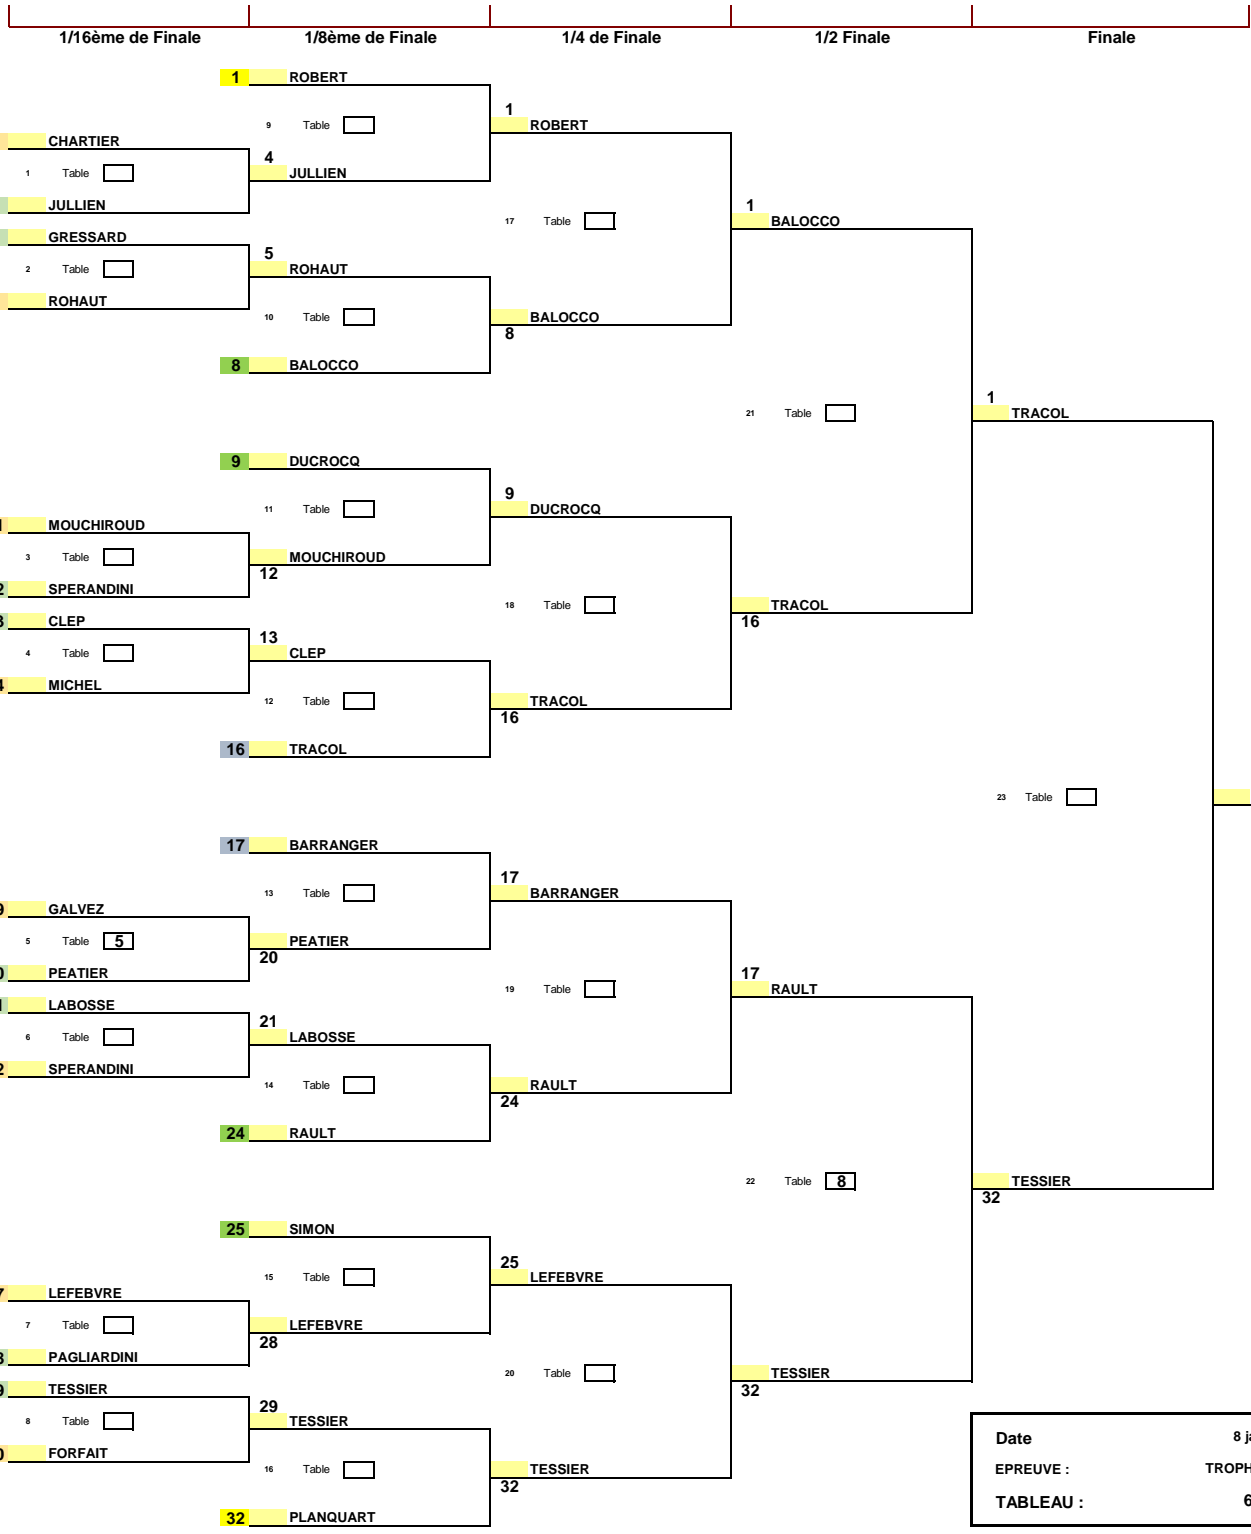 1/16ème de Finale 1/8ème de Finale 1/4 de Finale 1/2 Finale Finale
1 ROBERT
1
9 Table ROBERT
CHARTIER
4
1 Table JULLIEN
JULLIEN
1
17 Table BALOCCO
GRESSARD
5
2 Table ROHAUT
ROHAUT
10 Table BALOCCO
8
8 BALOCCO
1
21 Table TRACOL
9 DUCROCQ
9
11 Table DUCROCQ
MOUCHIROUD
3 Table MOUCHIROUD
12
SPERANDINI
18 Table TRACOL
16
CLEP
13
4 Table CLEP
MICHEL
12 Table TRACOL
16
16 TRACOL
23 Table
17 BARRANGER
17
13 Table BARRANGER
GALVEZ
5 Table 5 PEATIER
20
PEATIER
17
19 Table RAULT
LABOSSE
21
6 Table LABOSSE
SPERANDINI
14 Table RAULT
24
24 RAULT
22 Table 8 TESSIER
32
25 SIMON
25
15 Table LEFEBVRE
LEFEBVRE
7 Table LEFEBVRE
28
PAGLIARDINI
20 Table TESSIER
32
TESSIER
29
8 Table TESSIER
FORFAIT
16 Table TESSIER
32
32 PLANQUART
Date 8
EPREUVE :
TABLEAU : 6